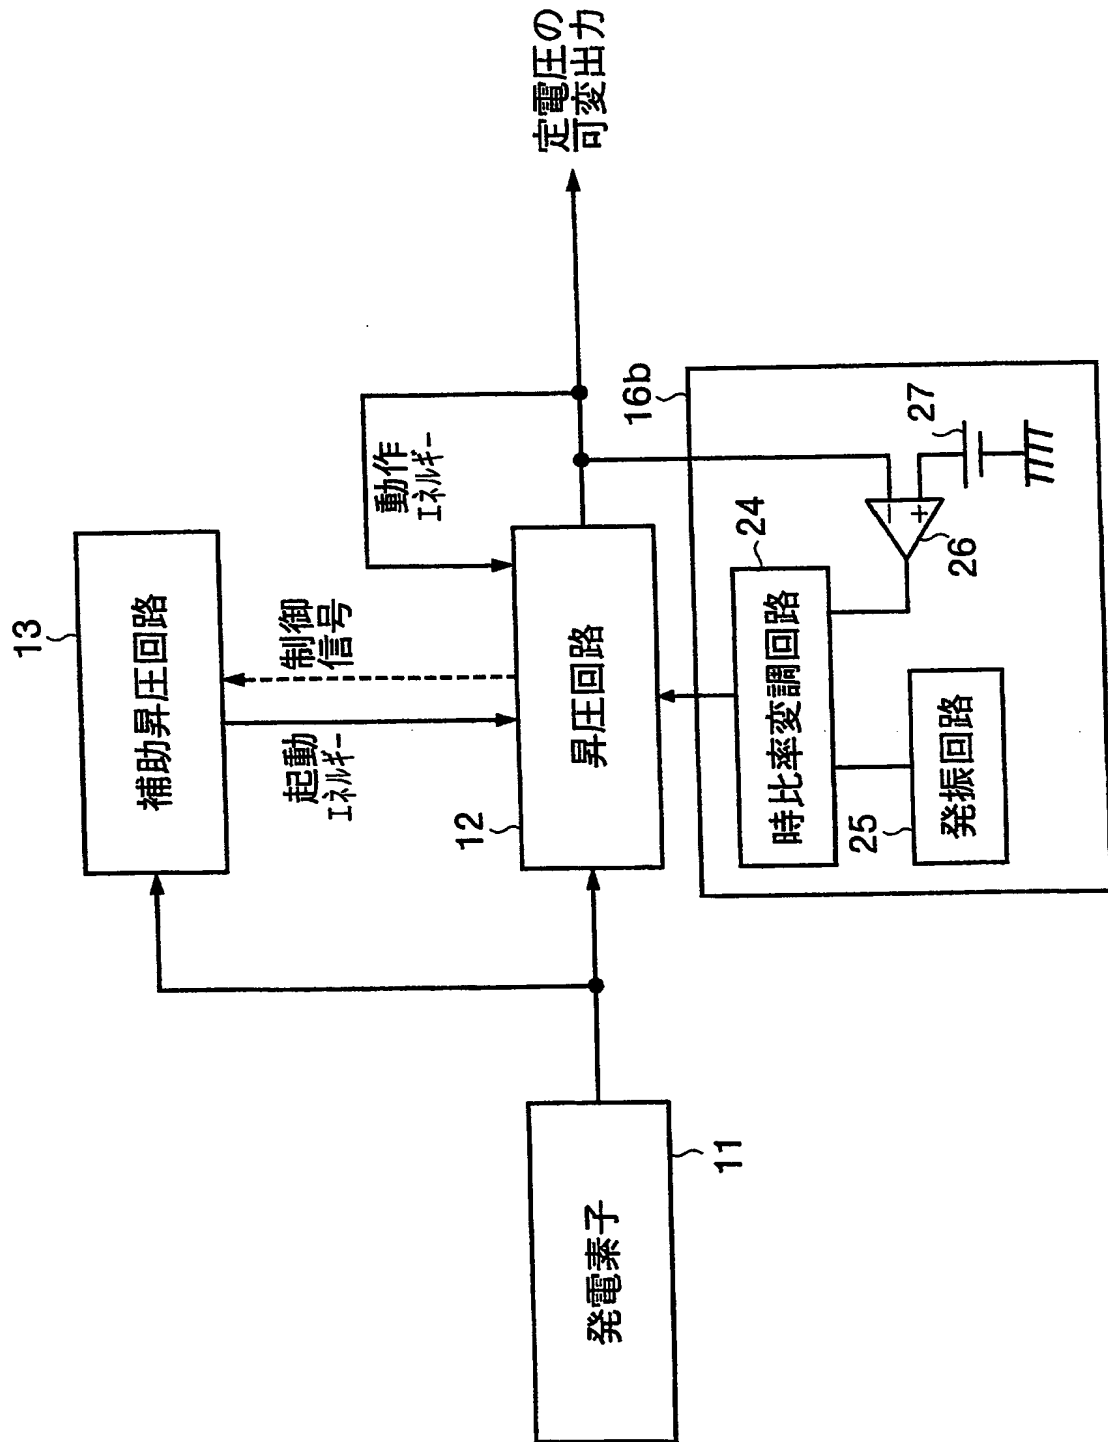 13
補助昇圧回路
起動
エネルギー
制御
信号
動作
エネルギー
定電圧の
可変出力
発電素子
11
12
昇圧回路
16b
時比率変調回路
24
25
発振回路
−
+
26
27